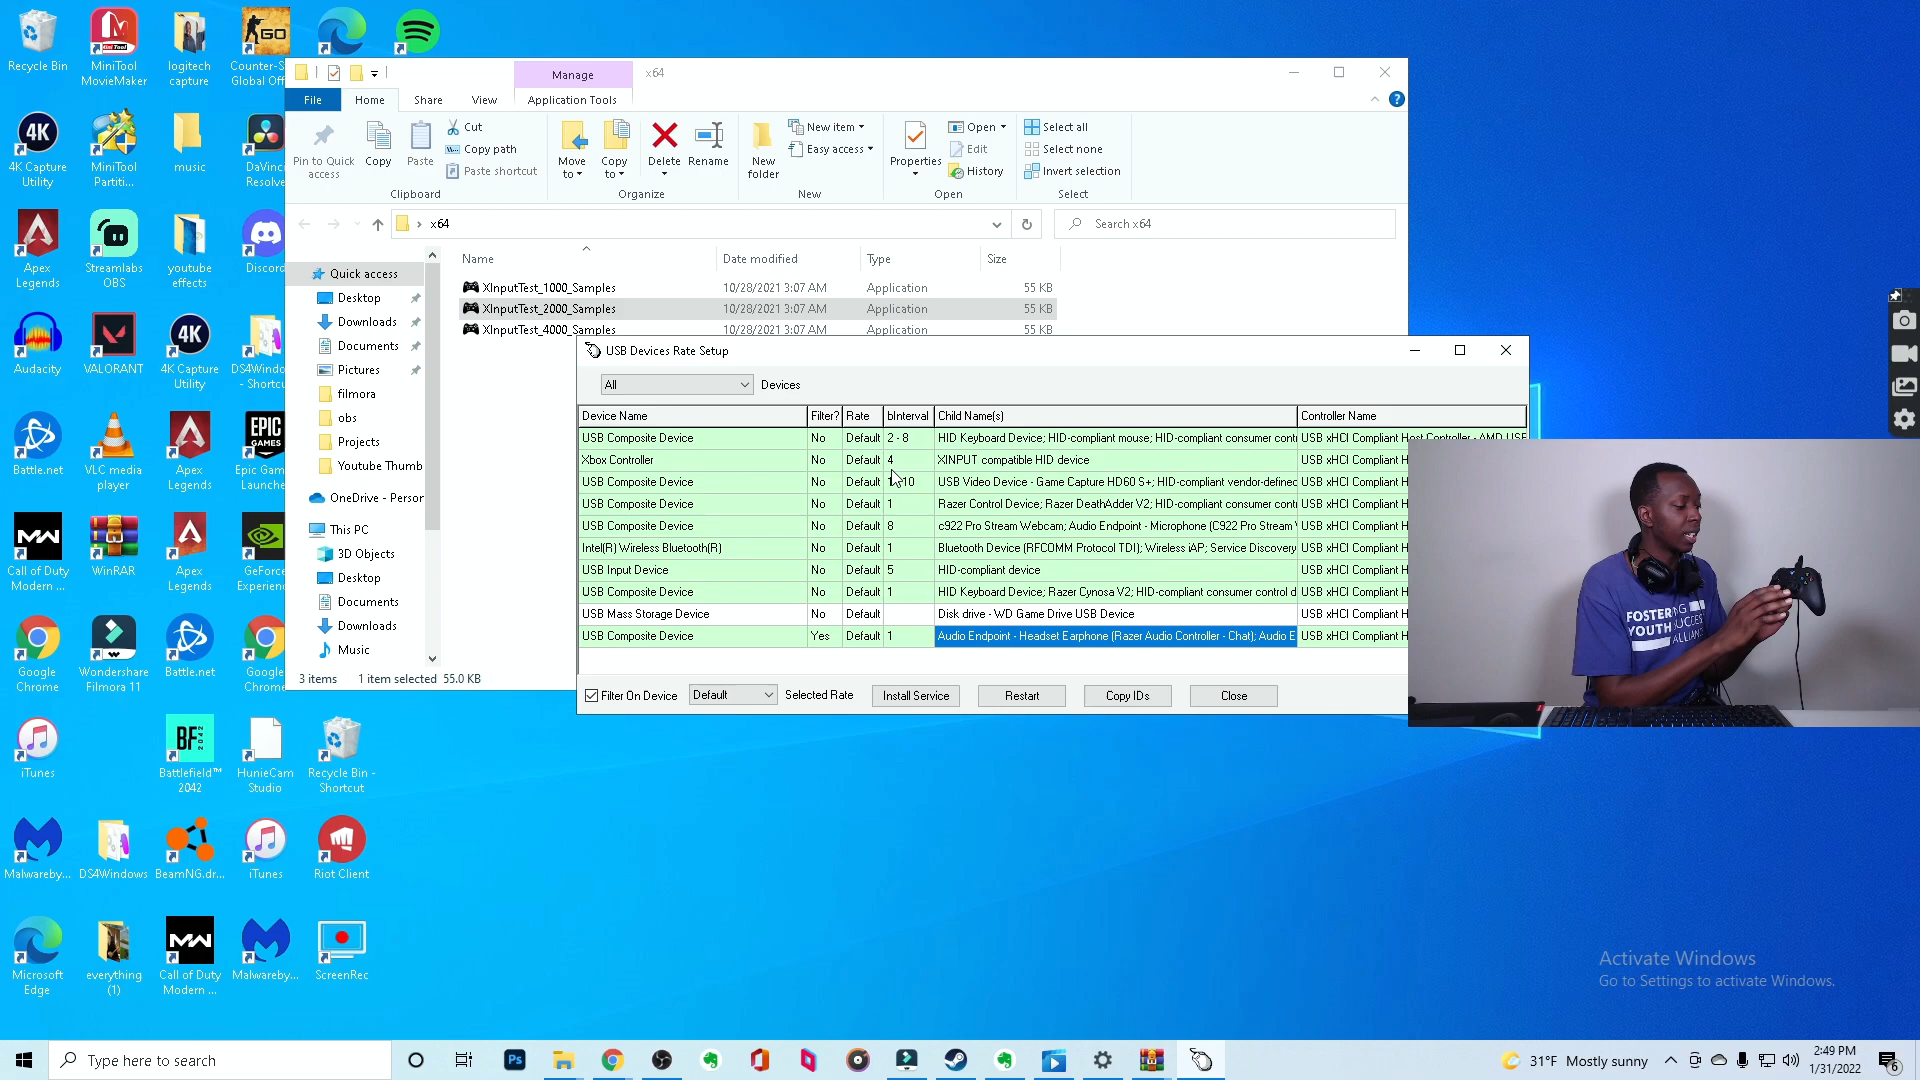 Recycle Bin
MiniTool MovieMaker
logitech capture
Counter-S
Global Off
4K Capture Utility
MiniTool Partiti...
music
DaVinci
Resolve
Apex Legends
Streamlabs OBS
youtube effects
Discord
Audacity
VALORANT
4K Capture Utility
DS4Windo
- Shortcu
Battle.net
VLC media player
Apex Legends
Epic Gam
Launche
Call of Duty Modern ...
WinRAR
Apex Legends
GeForce
Experien
Google Chrome
Wondershare Filmora 11
Battle.net
Google
Chrome
iTunes
Battlefield™ 2042
HunieCam Studio
Recycle Bin - Shortcut
Malwareby...
DS4Windows
BeamNG.dr...
iTunes
Riot Client
Microsoft Edge
everything (1)
Call of Duty Modern ...
Malwareby...
ScreenRec
Manage
x64
File
Home
Share
View
Application Tools
Pin to Quick access
Copy
Paste
Cut
Copy path
Paste shortcut
Move to
Copy to
Delete
Rename
New folder
New item
Easy access
Properties
Open
Edit
History
Select all
Select none
Invert selection
Clipboard
Organize
New
Open
Select
x64
Search x64
Quick access
Desktop
Downloads
Documents
Pictures
filmora
obs
Projects
Youtube Thumb
OneDrive - Person
This PC
3D Objects
Desktop
Documents
Downloads
Music
Name Date modified Type Size
XInputTest_1000_Samples 10/28/2021 3:07 AM Application 55 KB
XInputTest_2000_Samples 10/28/2021 3:07 AM Application 55 KB
XInputTest_4000_Samples 10/28/2021 3:07 AM Application 55 KB
3 items 1 item selected 55.0 KB
USB Devices Rate Setup
All Devices
Device Name Filter? Rate bInterval Child Name(s) Controller Name
USB Composite Device No Default 2 - 8 HID Keyboard Device; HID-compliant mouse; HID-compliant consumer cont USB xHCI Compliant Host Controller - AMD USB
Xbox Controller No Default 4 XINPUT compatible HID device USB xHCI Compliant H
USB Composite Device No Default 10 USB Video Device - Game Capture HD60 S+; HID-compliant vendor-defined USB xHCI Compliant H
USB Composite Device No Default 1 Razer Control Device; Razer DeathAdder V2; HID-compliant consumer cont USB xHCI Compliant H
USB Composite Device No Default 8 c922 Pro Stream Webcam; Audio Endpoint - Microphone (C922 Pro Stream USB xHCI Compliant H
Intel(R) Wireless Bluetooth(R) No Default 1 Bluetooth Device (RFCOMM Protocol TDI); Wireless iAP; Service Discovery USB xHCI Compliant H
USB Input Device No Default 5 HID-compliant device USB xHCI Compliant H
USB Composite Device No Default 1 HID Keyboard Device; Razer Cynosa V2; HID-compliant consumer control d USB xHCI Compliant H
USB Mass Storage Device No Default Disk drive - WD Game Drive USB Device USB xHCI Compliant H
USB Composite Device Yes Default 1 Audio Endpoint - Headset Earphone (Razer Audio Controller - Chat); Audio E USB xHCI Compliant H
Filter On Device Default Selected Rate Install Service Restart Copy IDs Close
FOSTERING
YOUTH SUCCESS
ALLIANCE
Activate Windows
Go to Settings to activate Windows.
Type here to search
31°F Mostly sunny
2:49 PM
1/31/2022
6